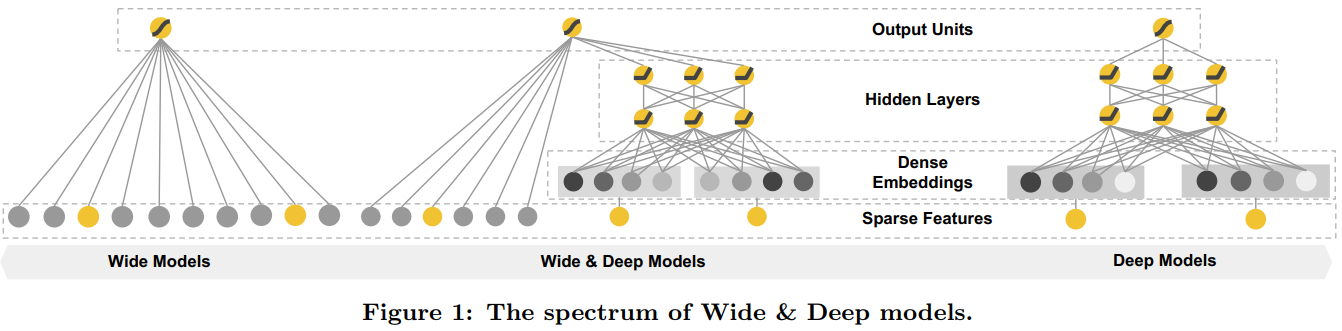 Output Units
Hidden Layers
Dense
Embeddings
Sparse Features
Wide Models
Wide & Deep Models
Deep Models
Figure 1: The spectrum of Wide & Deep models.